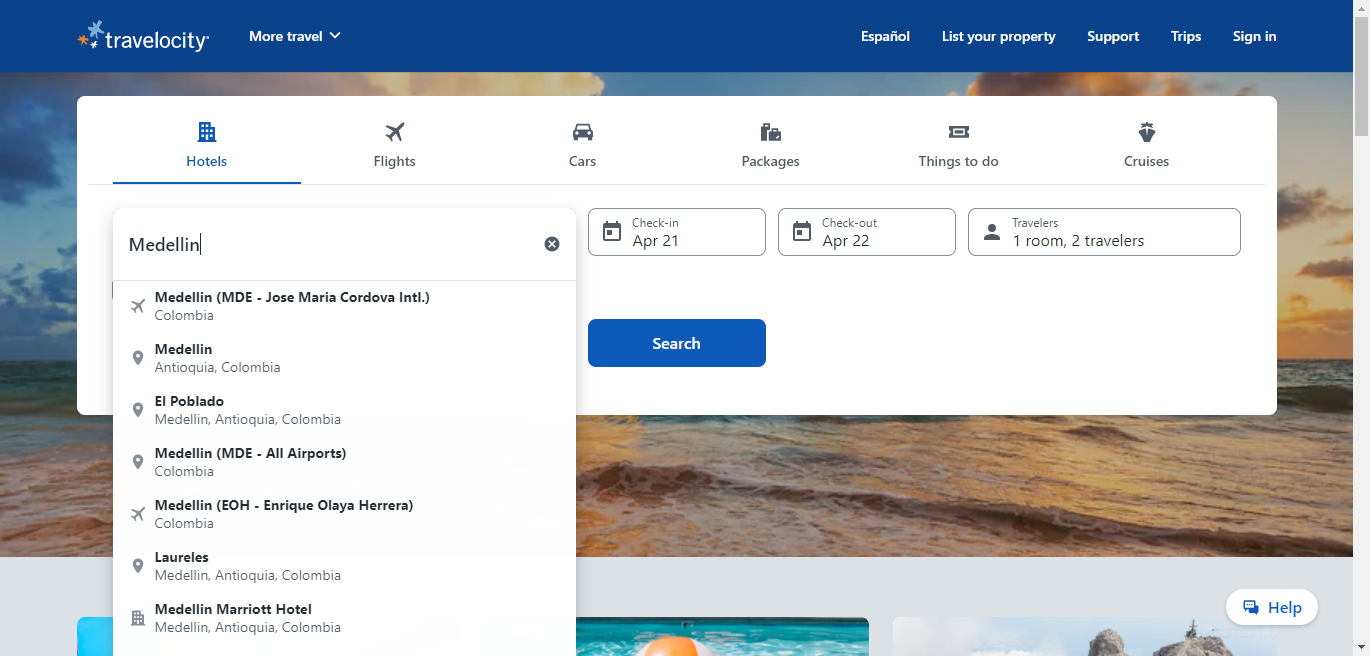 travelocity
More travel
Español
List your property
Support
Trips
Sign in
Hotels
Flights
Cars
Packages
Things to do
Cruises
Medellin
Check-in
Apr 21
Check-out
Apr 22
Travelers
1 room, 2 travelers
Medellin (MDE - Jose Maria Cordova Intl.)
Colombia
Medellin
Antioquia, Colombia
El Poblado
Medellin, Antioquia, Colombia
Medellin (MDE - All Airports)
Colombia
Medellin (EOH - Enrique Olaya Herrera)
Colombia
Laureles
Medellin, Antioquia, Colombia
Medellin Marriott Hotel
Medellin, Antioquia, Colombia
Search
Help